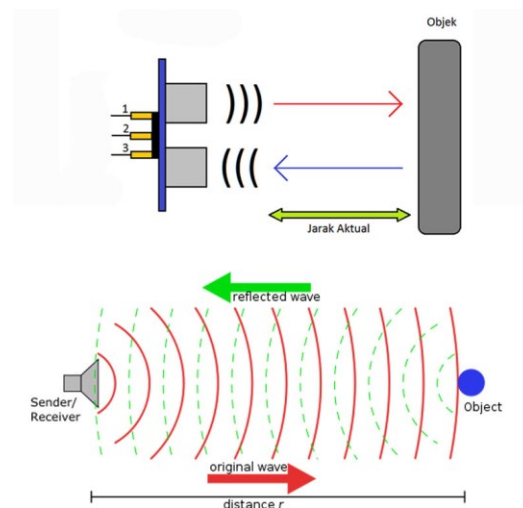 Objek
1
2
3
Jarak Aktual
reflected wave
Sender/
Receiver
Object
original wave
distance r